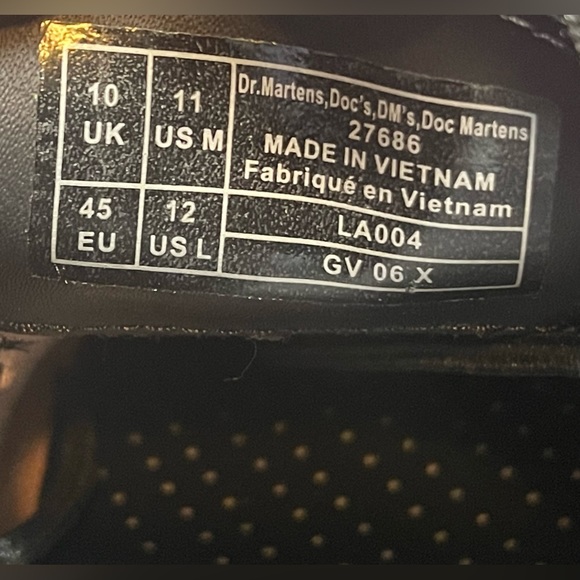 10
UK
11
US M
45
EU
12
US L
Dr.Martens,Doc's,DM's,Doc Martens
27686
MADE IN VIETNAM
Fabriqué en Vietnam
LA004
GV 06 X